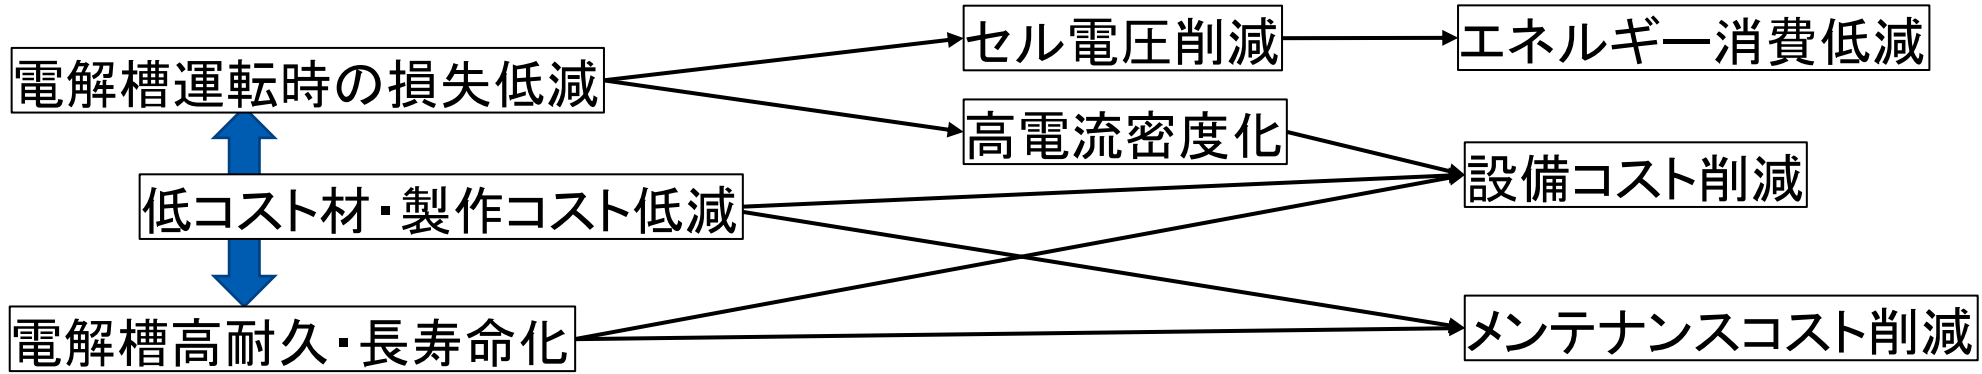 電解槽運転時の損失低減
低コスト材・製作コスト低減
電解槽高耐久・長寿命化
セル電圧削減
高電流密度化
エネルギー消費低減
設備コスト削減
メンテナンスコスト削減